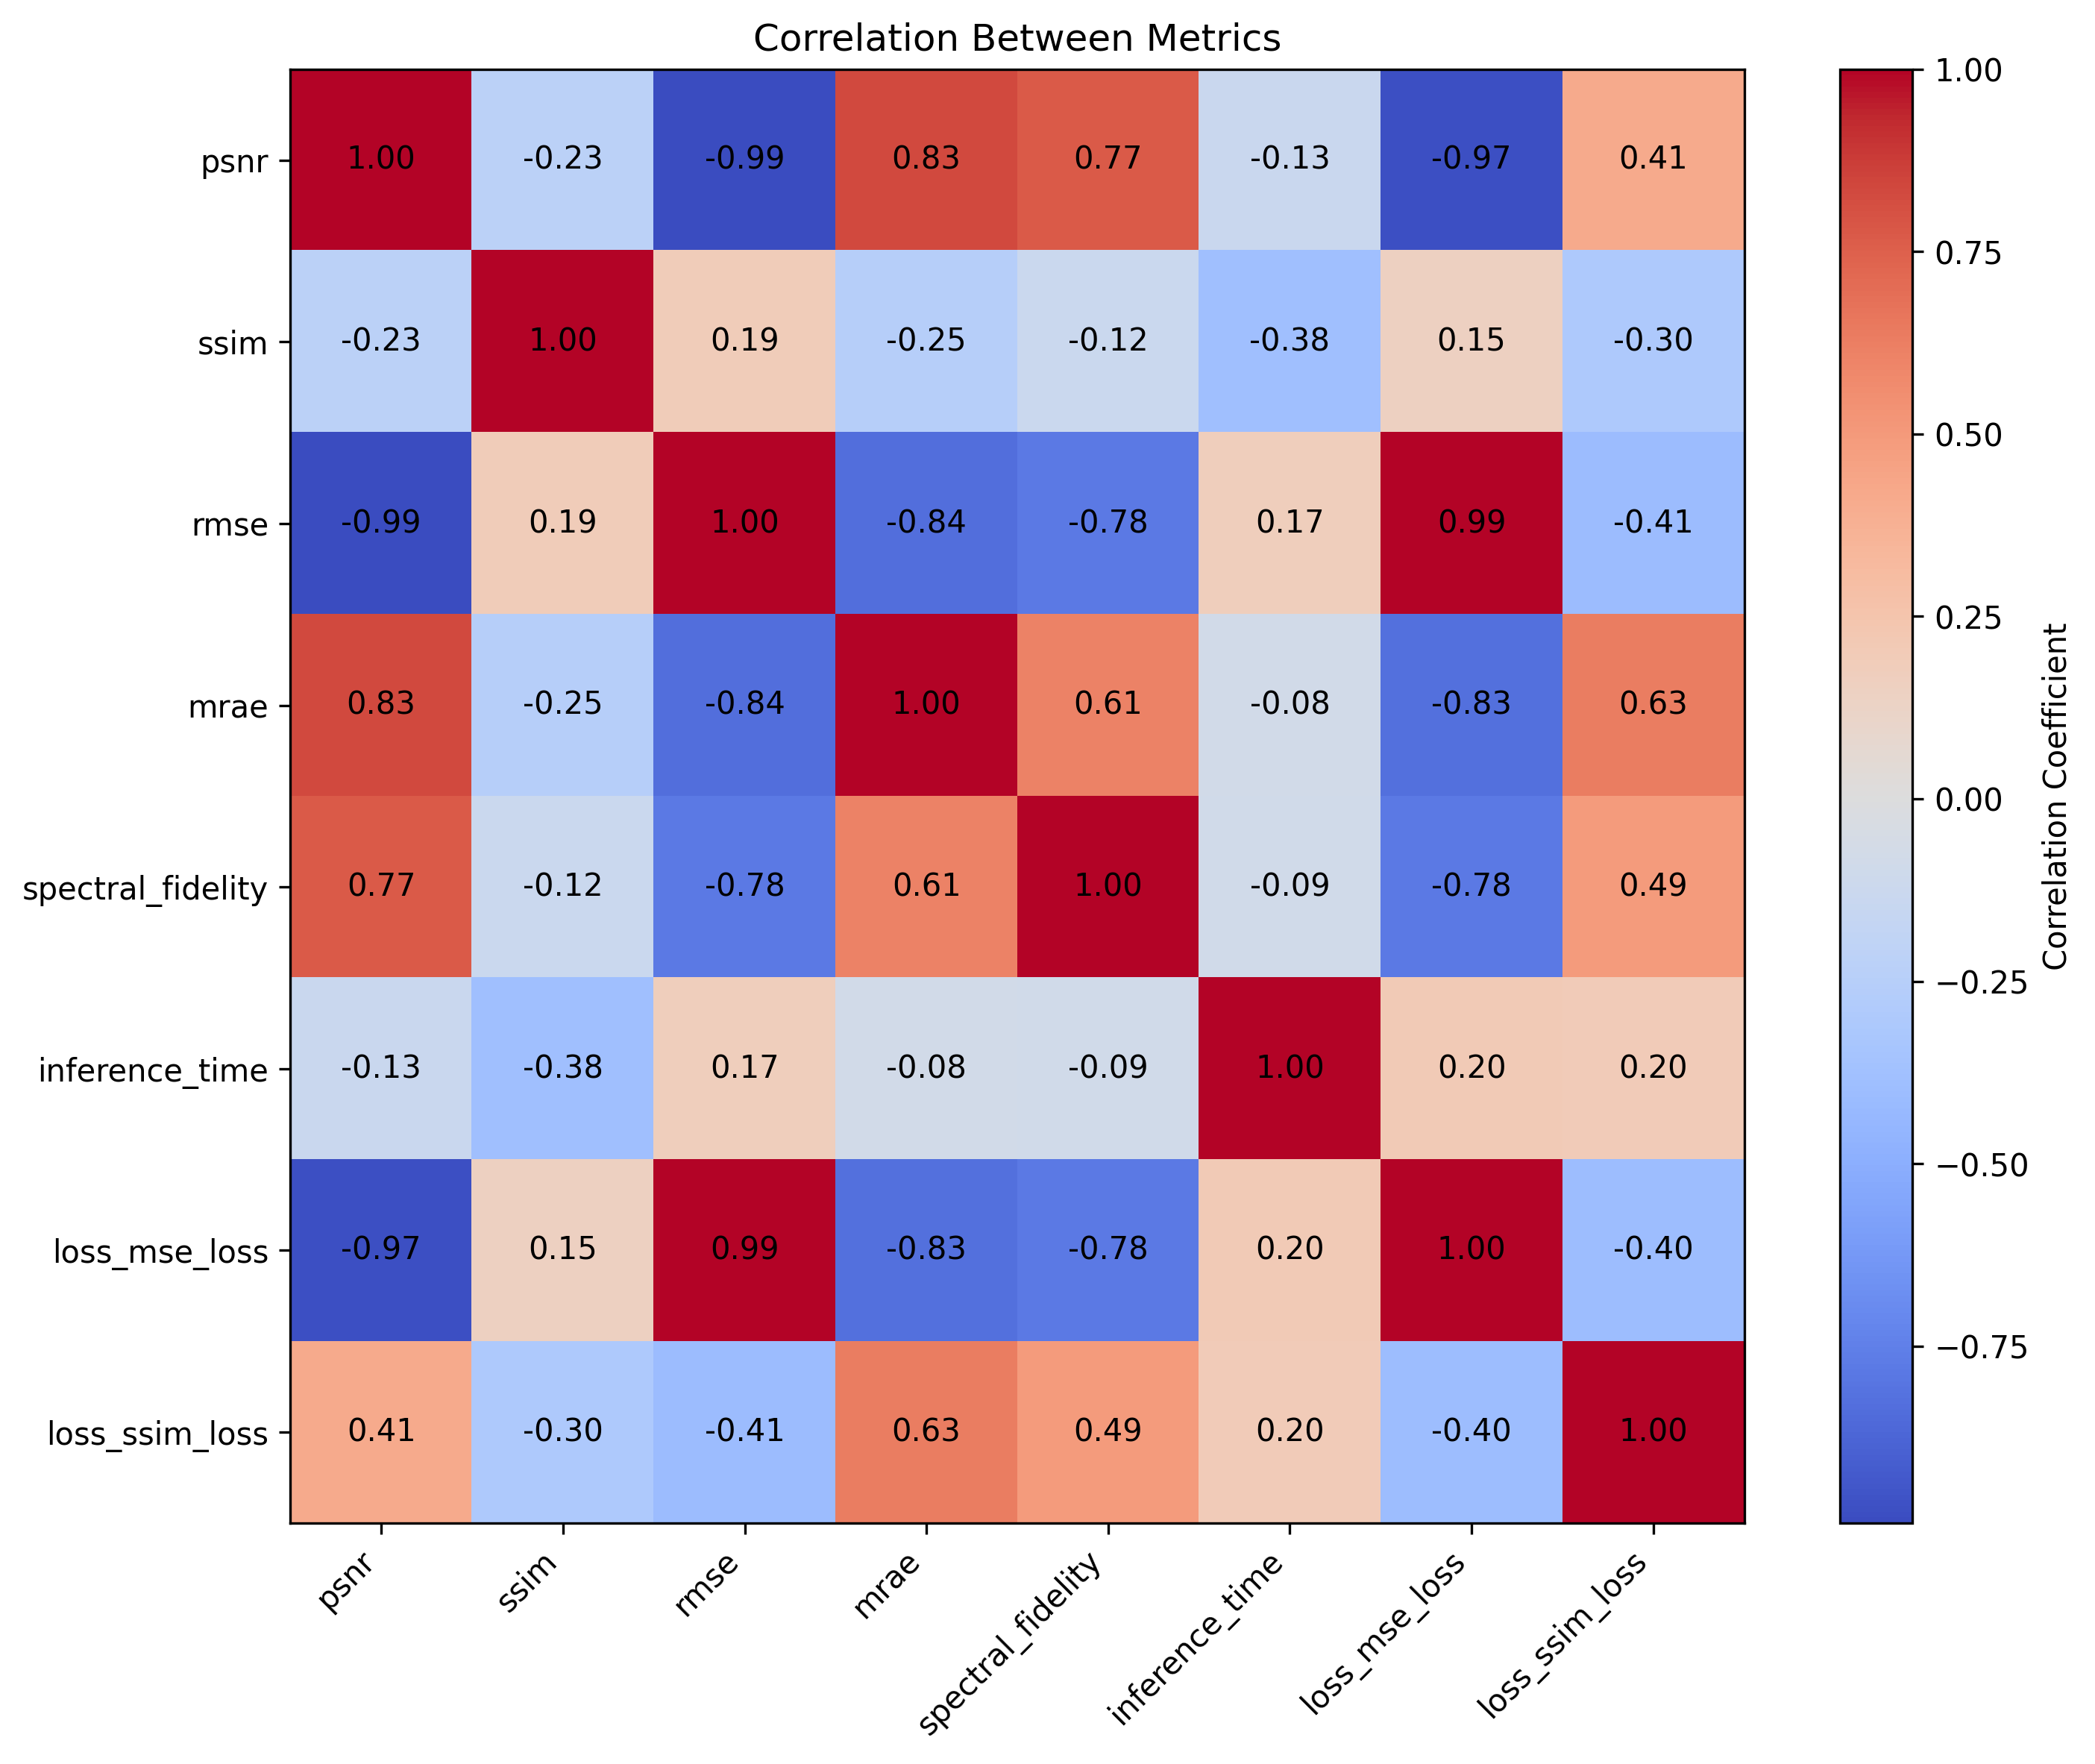 Correlation Between Metrics
psnr 1.00 -0.23 -0.99 0.83 0.77 -0.13 -0.97 0.41
ssim -0.23 1.00 0.19 -0.25 -0.12 -0.38 0.15 -0.30
rmse -0.99 0.19 1.00 -0.84 -0.78 0.17 0.99 -0.41
mrae 0.83 -0.25 -0.84 1.00 0.61 -0.08 -0.83 0.63
spectral_fidelity 0.77 -0.12 -0.78 0.61 1.00 -0.09 -0.78 0.49
inference_time -0.13 -0.38 0.17 -0.08 -0.09 1.00 0.20 0.20
loss_mse_loss -0.97 0.15 0.99 -0.83 -0.78 0.20 1.00 -0.40
loss_ssim_loss 0.41 -0.30 -0.41 0.63 0.49 0.20 -0.40 1.00
psnr ssim rmse mrae spectral_fidelity inference_time loss_mse_loss loss_ssim_loss
1.00
0.75
0.50
0.25
0.00
−0.25
−0.50
−0.75
Correlation Coefficient